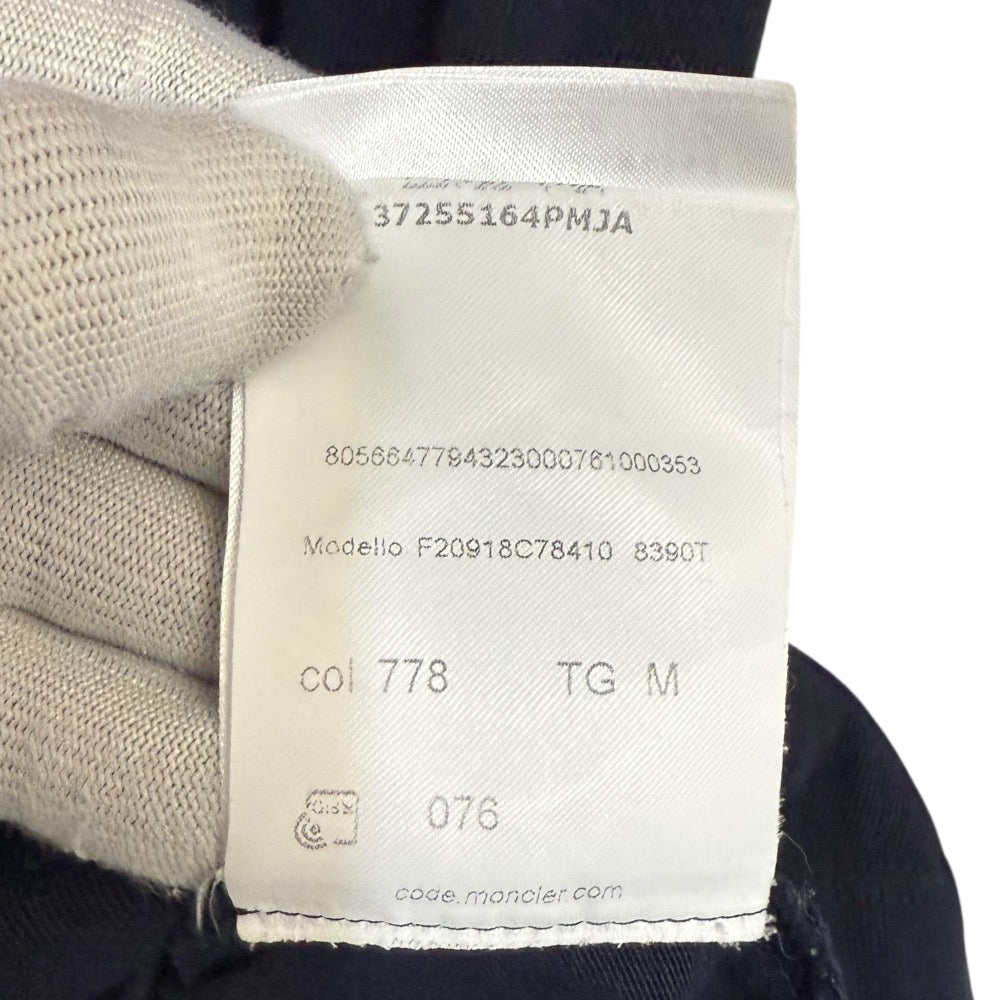 37255164PMJA
8056647794323000761000353
Modello F20918C78410 8390T
col 778 TG M
076
code.moncler.com